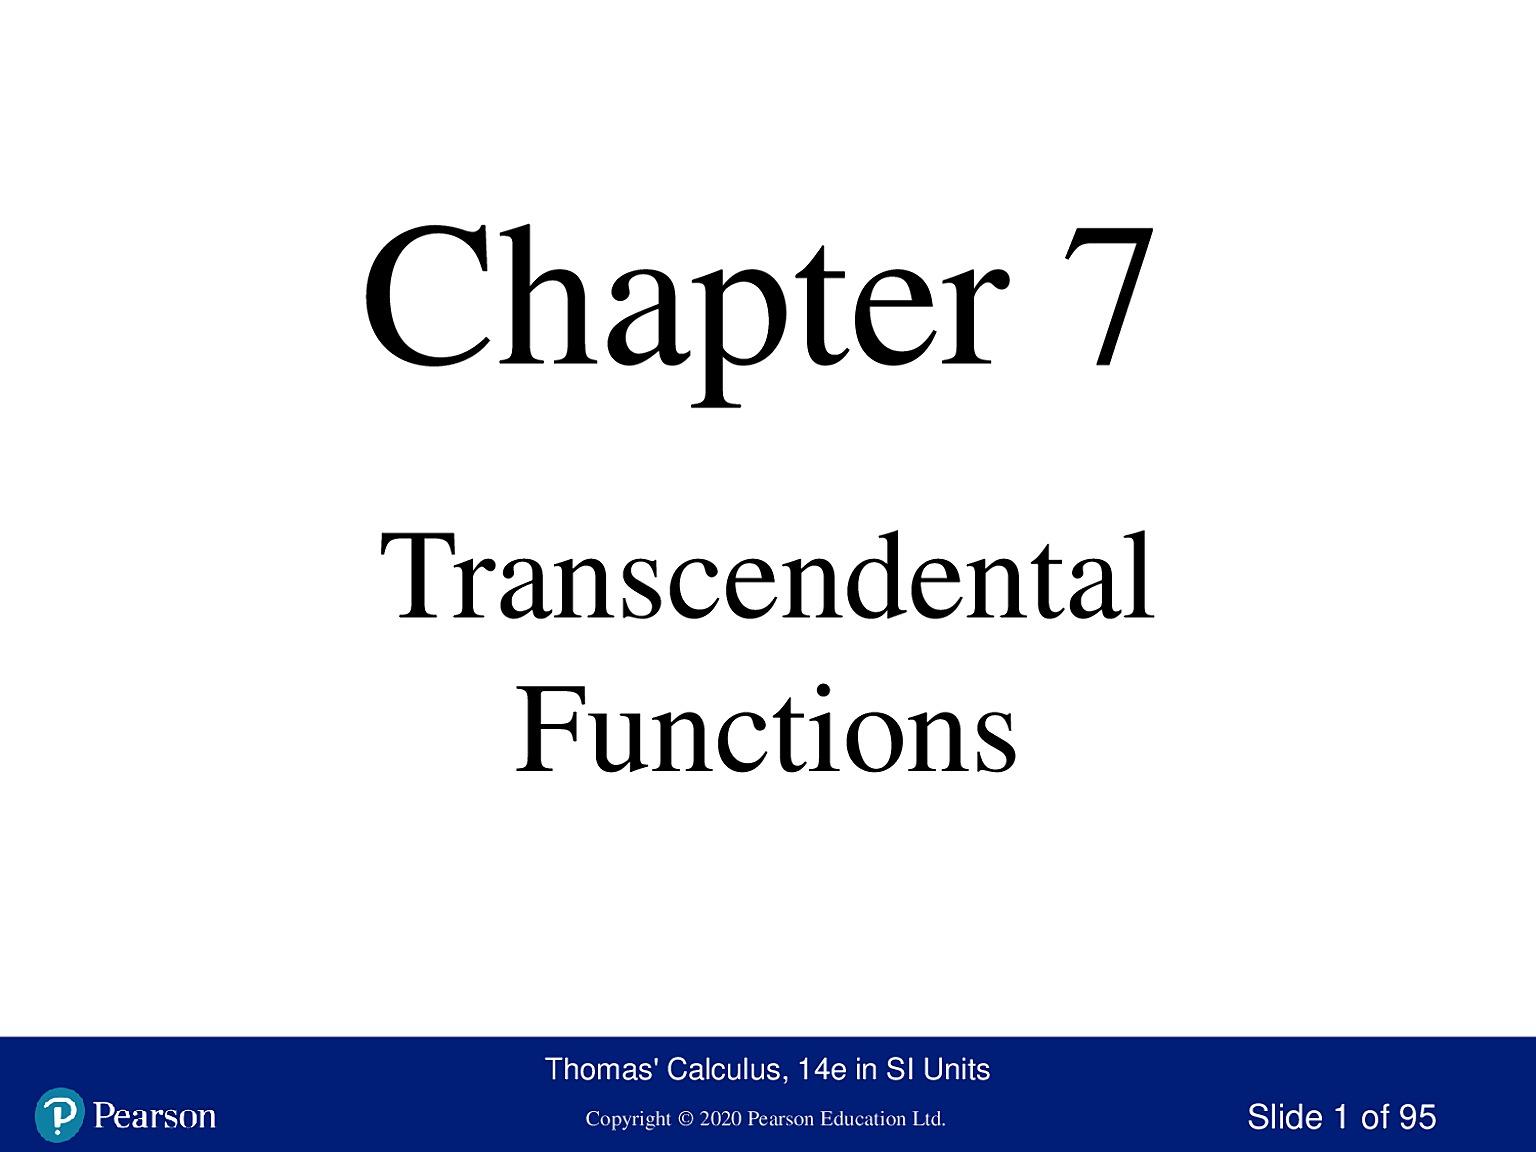 Chapter 7
Transcendental
Functions
Thomas' Calculus, 14e in SI Units
Pearson
Copyright © 2020 Pearson Education Ltd.
Slide 1 of 95